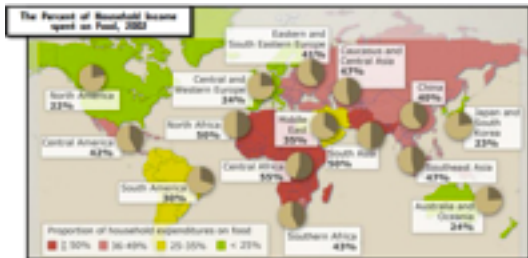 The Percent of Household Income
spent on Food, 2002
Eastern and
South Eastern Europe
41%
Caucasus and
Central Asia
47%
Central and
Western Europe
24%
China
40%
North America
22%
North Africa
50%
Middle
East
35%
Japan and
South
Korea
23%
Central America
42%
South Asia
50%
Central Africa
55%
Southeast Asia
47%
South America
30%
Australia and
Oceania
24%
Southern Africa
43%
Proportion of household expenditures on food
50%
36-49%
25-35%
< 25%